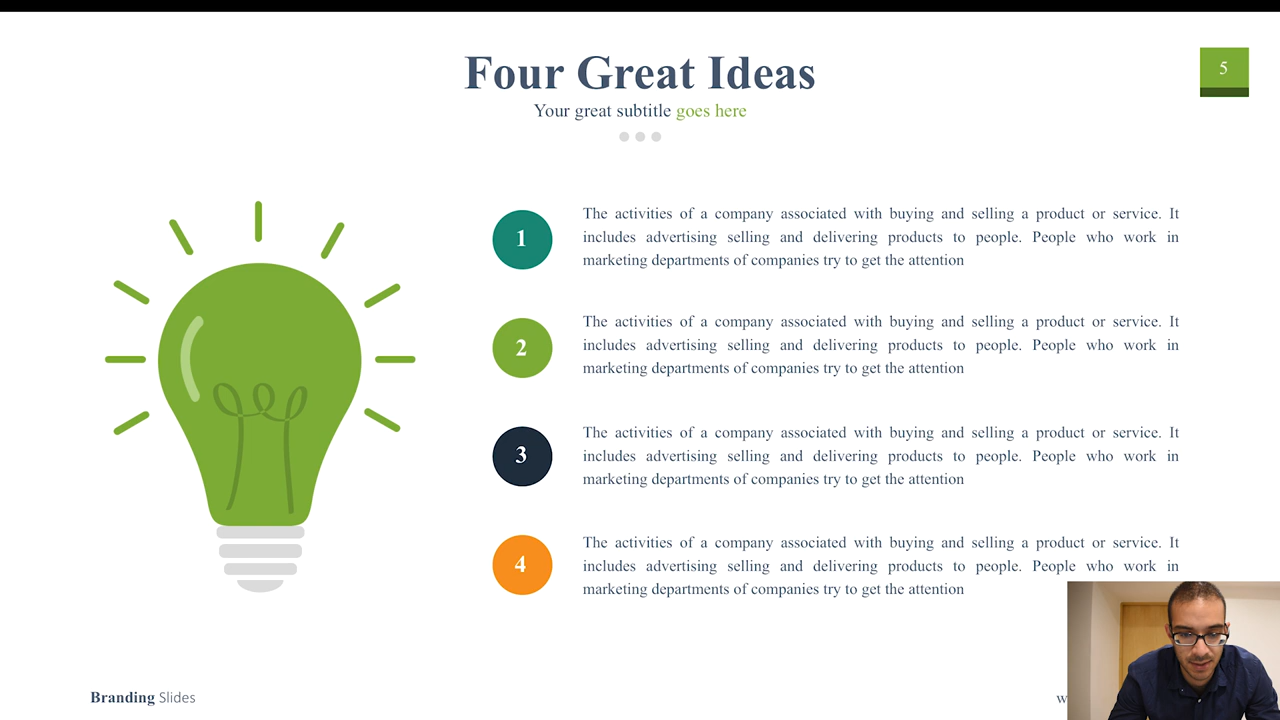 Four Great Ideas
5
Your great subtitle goes here
1
The activities of a company associated with buying and selling a product or service. It
includes advertising selling and delivering products to people. People who work in
marketing departments of companies try to get the attention
2
The activities of a company associated with buying and selling a product or service. It
includes advertising selling and delivering products to people. People who work in
marketing departments of companies try to get the attention
3
The activities of a company associated with buying and selling a product or service. It
includes advertising selling and delivering products to people. People who work in
marketing departments of companies try to get the attention
4
The activities of a company associated with buying and selling a product or service. It
includes advertising selling and delivering products to people. People who work in
marketing departments of companies try to get the attention
Branding Slides